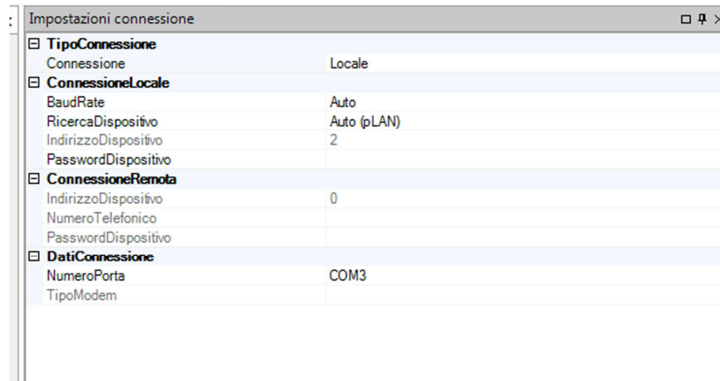 Impostazioni connessione
TipoConnessione
Connessione Locale
ConnessioneLocale
BaudRate Auto
RicercaDispositivo Auto (pLAN)
IndirizzoDispositivo 2
PasswordDispositivo
ConnessioneRemota
IndirizzoDispositivo 0
NumeroTelefonico
PasswordDispositivo
DatiConnessione
NumeroPorta COM3
TipoModem